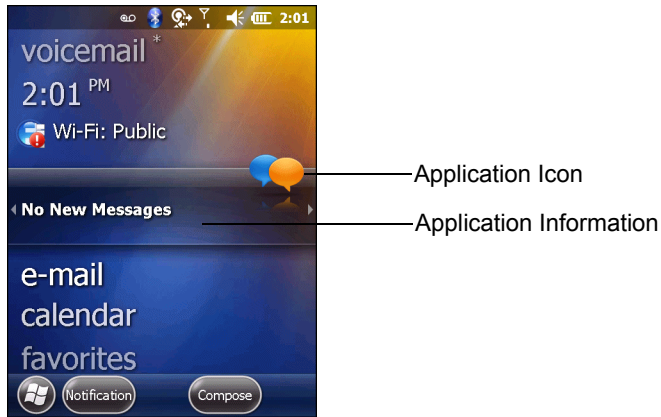 2:01
voicemail *
2:01 PM
Wi-Fi: Public
Application Icon
No New Messages
Application Information
e-mail
calendar
favorites
Notification Compose